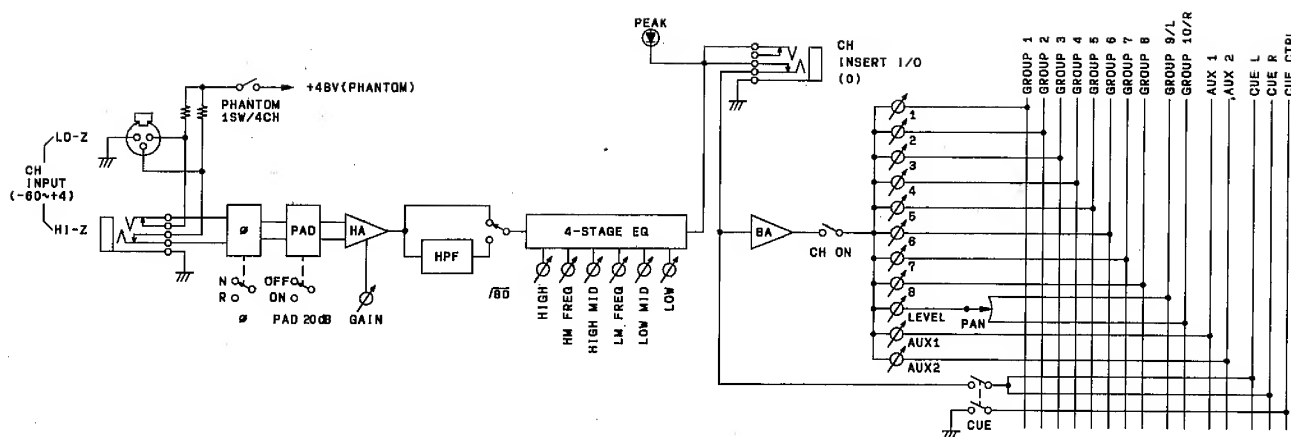 PEAK
CH
INSERT I/O
(0)
GROUP 1
GROUP 2
GROUP 3
GROUP 4
GROUP 5
GROUP 6
GROUP 7
GROUP 8
GROUP 9/L
GROUP 10/R
AUX 1
AUX 2
CUE L
CUE R
CUE CTRL
+48V(PHANTOM)
PHANTOM
1SW/4CH
LO-Z
CH
INPUT
(-60~+4)
HI-Z
ø
PAD
HA
HPF
4-STAGE EQ
BA
CH ON
N
R
ø
OFF
ON
PAD 20dB
GAIN
/80
HIGH
HM FREQ
HIGH MID
LM FREQ
LOW MID
LOW
1
2
3
4
5
6
7
8
LEVEL
PAN
AUX1
AUX2
CUE